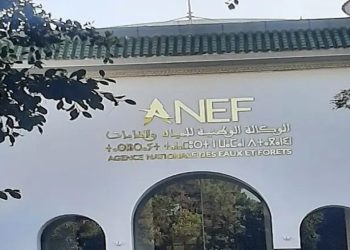 ANEF
الوكالة الوطنية للمياه والغابات
AGENCE NATIONALE DES EAUX ET FORÊTS